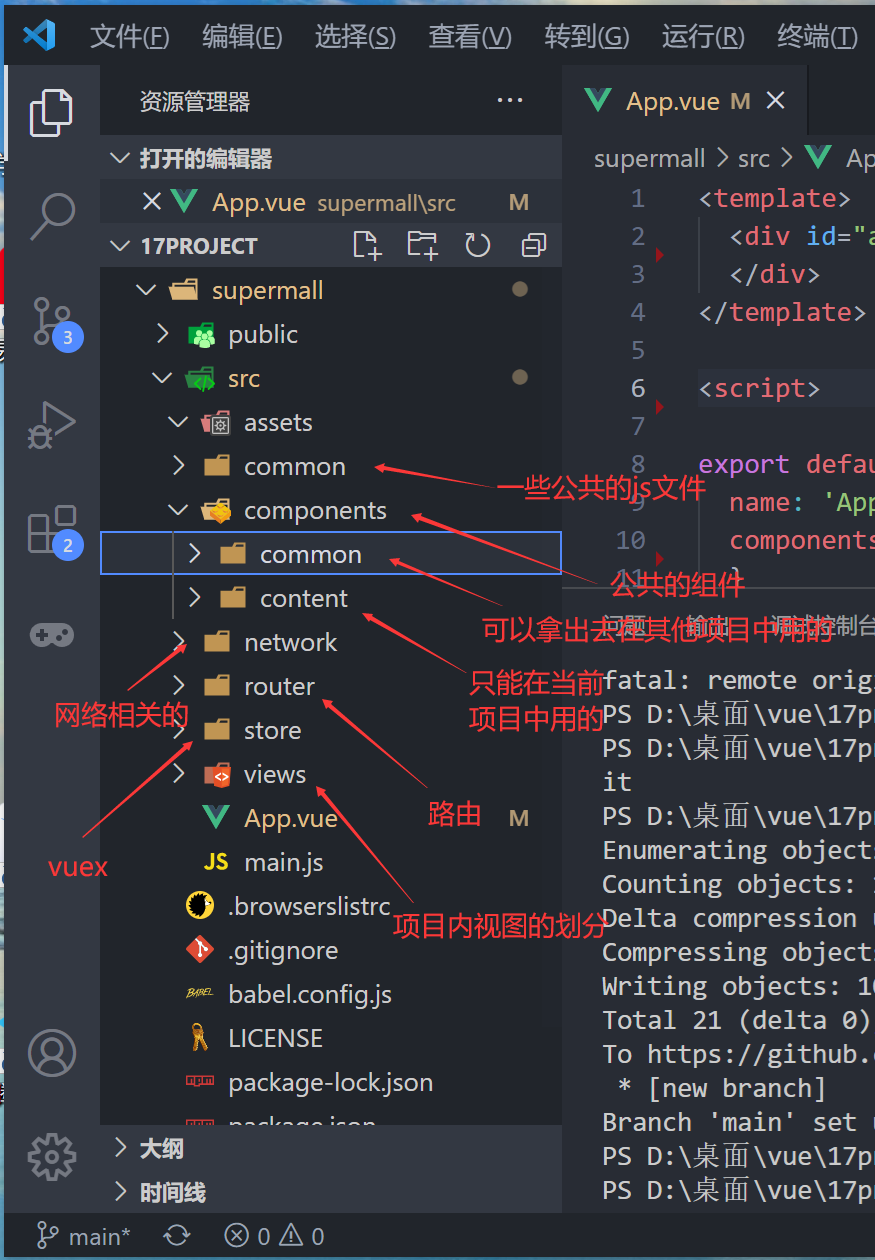 文件(F) 编辑(E) 选择(S) 查看(V) 转到(G) 运行(R) 终端(T)
资源管理器 ···
App.vue M
打开的编辑器
App.vue supermall\src M
supermall > src >
17PROJECT
supermall
public
src
assets
common
一些公共的js文件
components
公共的组件
common
可以拿出去在其他项目中用的
content
只能在当前
项目中用的
network
网络相关的
router
路由
store
vuex
views
项目内视图的划分
App.vue M
JS main.js
.browserslistrc
.gitignore
BABEL babel.config.js
LICENSE
package-lock.json
package.json
大纲
时间线
3
2
1 <template>
2 <div id="a
3 </div>
4 </template>
5
6 <script>
7
8 export defau
9 name: 'App
10 components
11 }
问题 输出 调试控制台
fatal: remote orig
PS D:\桌面\vue\17pr
PS D:\桌面\vue\17pr
it
PS D:\桌面\vue\17pr
Enumerating object
Counting objects:
Delta compression
Compressing object
Writing objects: 10
Total 21 (delta 0)
To https://github.
* [new branch]
Branch 'main' set
PS D:\桌面\vue\17pr
PS D:\桌面\vue\17pr
main* 0 0